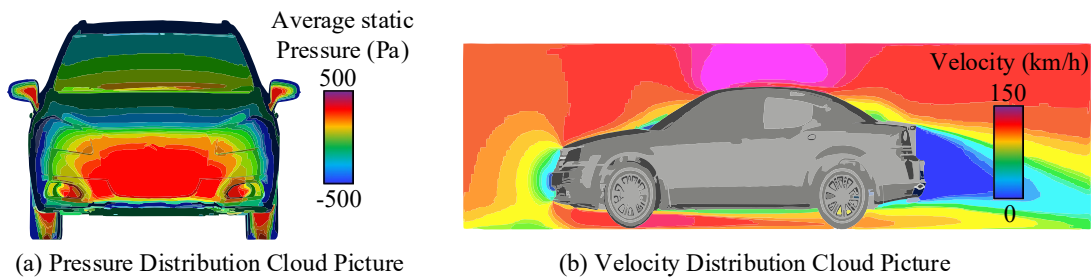 Average static
Pressure (Pa)
500
-500
Velocity (km/h)
150
0
(a) Pressure Distribution Cloud Picture
(b) Velocity Distribution Cloud Picture